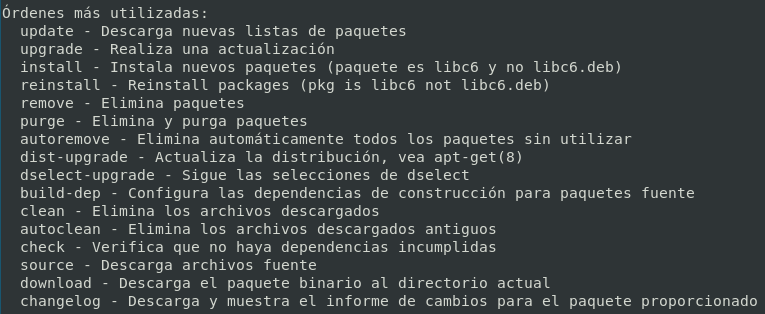 Órdenes más utilizadas:
update - Descarga nuevas listas de paquetes
upgrade - Realiza una actualización
install - Instala nuevos paquetes (paquete es libc6 y no libc6.deb)
reinstall - Reinstall packages (pkg is libc6 not libc6.deb)
remove - Elimina paquetes
purge - Elimina y purga paquetes
autoremove - Elimina automáticamente todos los paquetes sin utilizar
dist-upgrade - Actualiza la distribución, vea apt-get(8)
dselect-upgrade - Sigue las selecciones de dselect
build-dep - Configura las dependencias de construcción para paquetes fuente
clean - Elimina los archivos descargados
autoclean - Elimina los archivos descargados antiguos
check - Verifica que no haya dependencias incumplidas
source - Descarga archivos fuente
download - Descarga el paquete binario al directorio actual
changelog - Descarga y muestra el informe de cambios para el paquete proporcionado